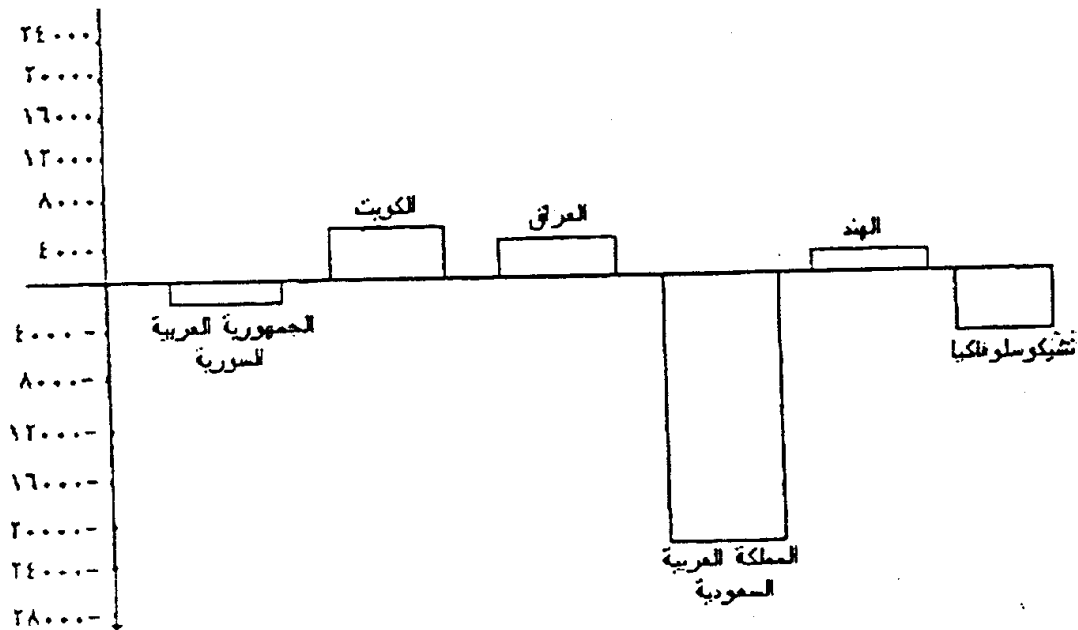 ٢٤٠٠٠
٢٠٠٠٠
١٦٠٠٠
١٢٠٠٠
٨٠٠٠
٤٠٠٠
٤٠٠٠ -
٨٠٠٠-
١٢٠٠٠-
١٦٠٠٠-
٢٠٠٠٠-
٢٤٠٠٠-
٢٨٠٠٠-
الجمهورية العربية
السورية
الكويت
العراق
المملكة العربية
السعودية
الهند
تشيكوسلوفاكيا